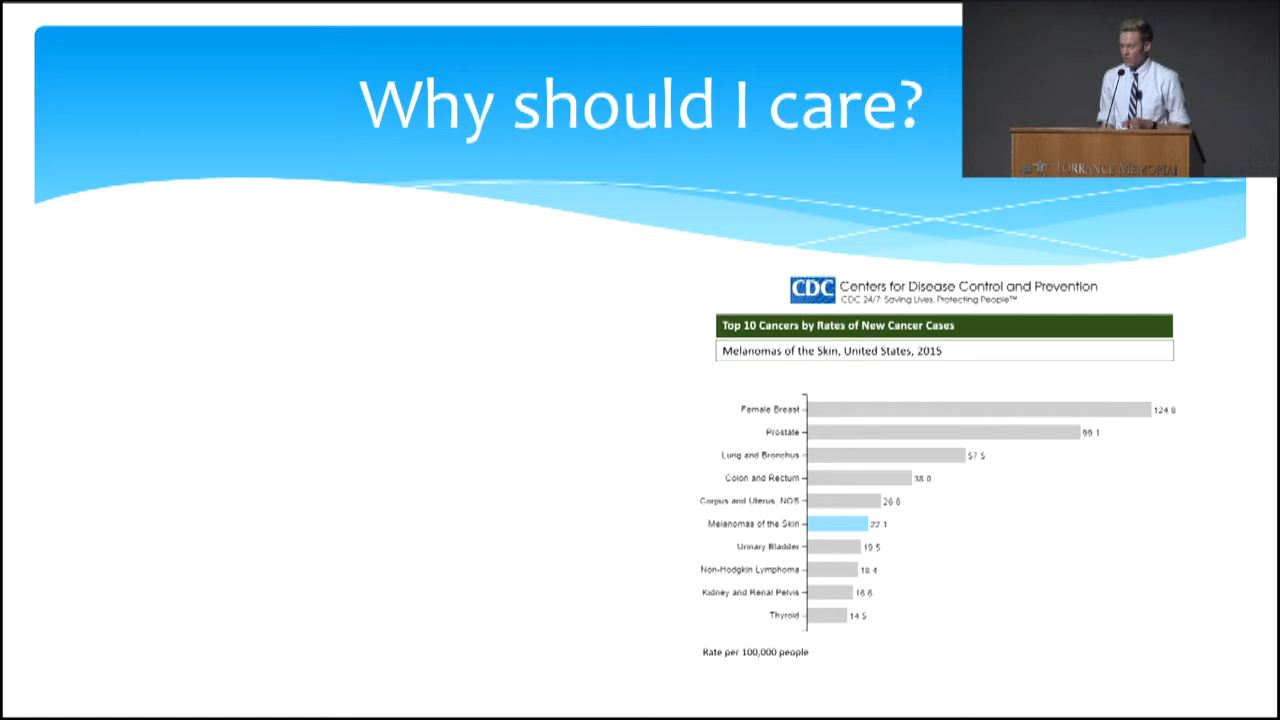 Why should I care?
TORRANCE MEMORIAL
CDC Centers for Disease Control and Prevention
CDC 24/7: Saving Lives, Protecting People™
Top 10 Cancers by Rates of New Cancer Cases
Melanomas of the Skin, United States, 2015
Female Breast 124.8
Prostate 99.1
Lung and Bronchus 57.5
Colon and Rectum 38.0
Corpus and Uterus, NOS 26.8
Melanomas of the Skin 22.1
Urinary Bladder 19.5
Non-Hodgkin Lymphoma 18.4
Kidney and Renal Pelvis 16.6
Thyroid 14.5
Rate per 100,000 people